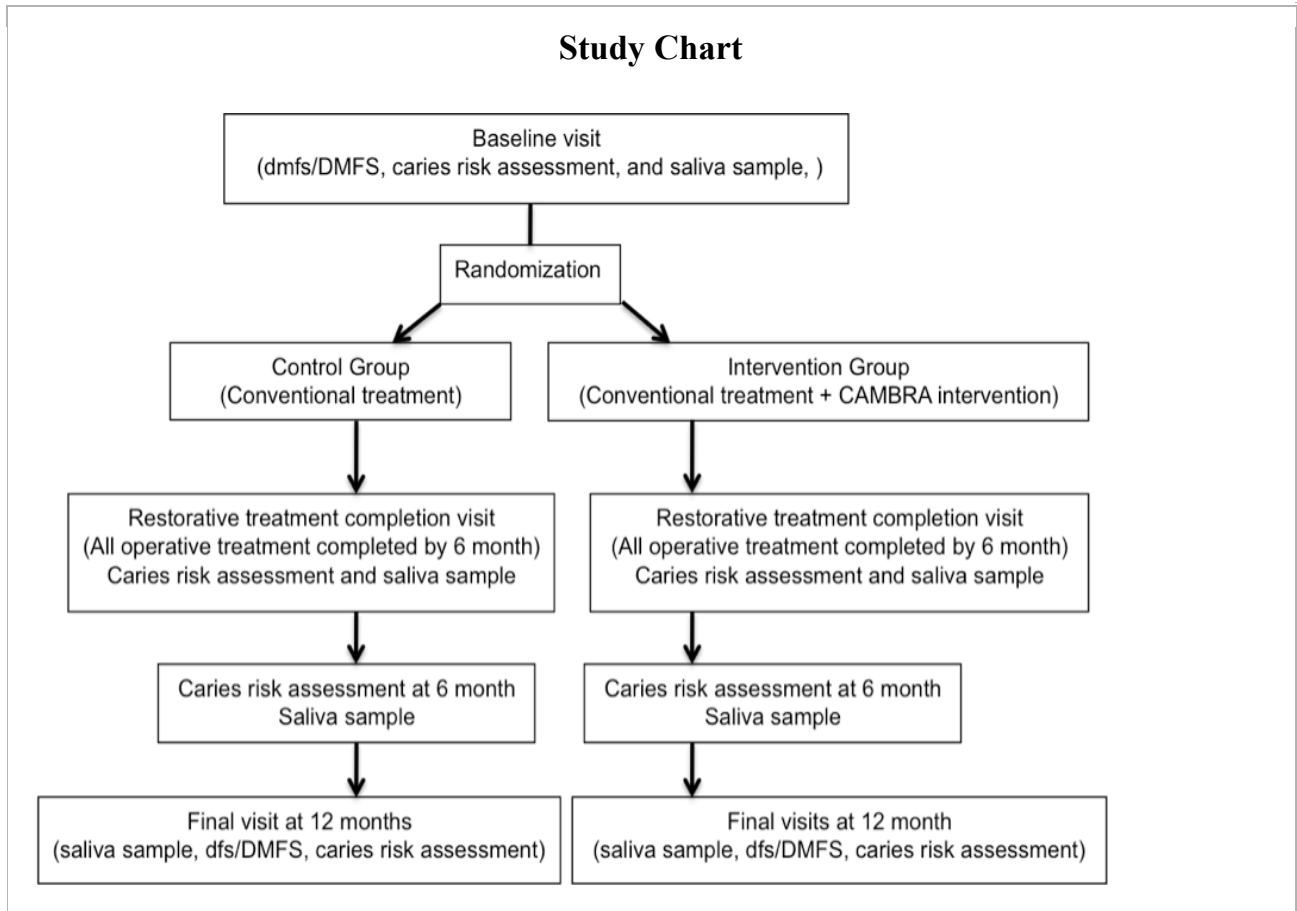 Study Chart
Baseline visit
(dmfs/DMFS, caries risk assessment, and saliva sample, )
Randomization
Control Group
(Conventional treatment)
Intervention Group
(Conventional treatment + CAMBRA intervention)
Restorative treatment completion visit
(All operative treatment completed by 6 month)
Caries risk assessment and saliva sample
Restorative treatment completion visit
(All operative treatment completed by 6 month)
Caries risk assessment and saliva sample
Caries risk assessment at 6 month
Saliva sample
Caries risk assessment at 6 month
Saliva sample
Final visit at 12 months
(saliva sample, dfs/DMFS, caries risk assessment)
Final visits at 12 month
(saliva sample, dfs/DMFS, caries risk assessment)